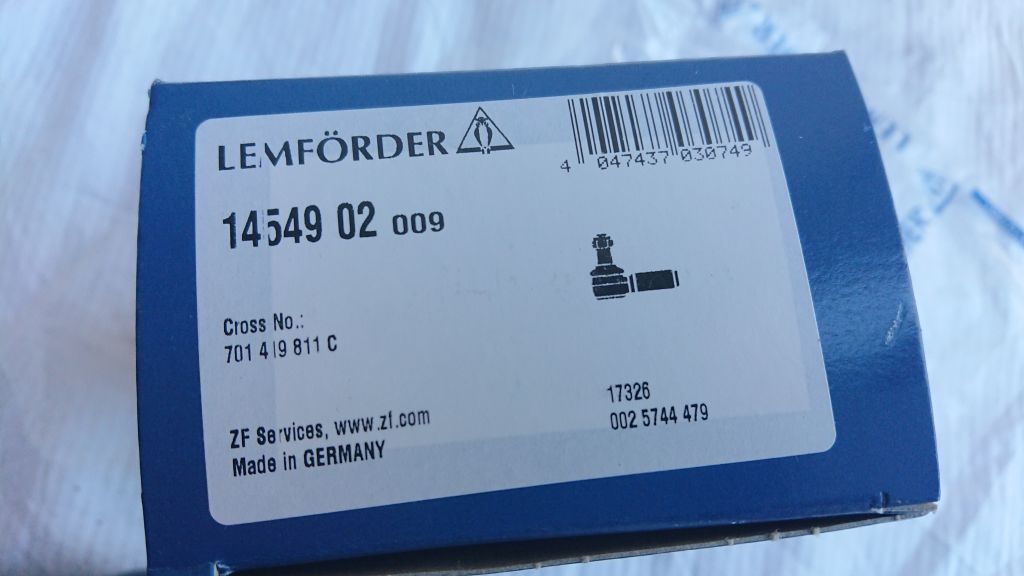 LEMFÖRDER
4 047437 030749
14549 02 009
Cross No.:
701 419 811 C
17326
002 5744 479
ZF Services, www.zf.com
Made in GERMANY